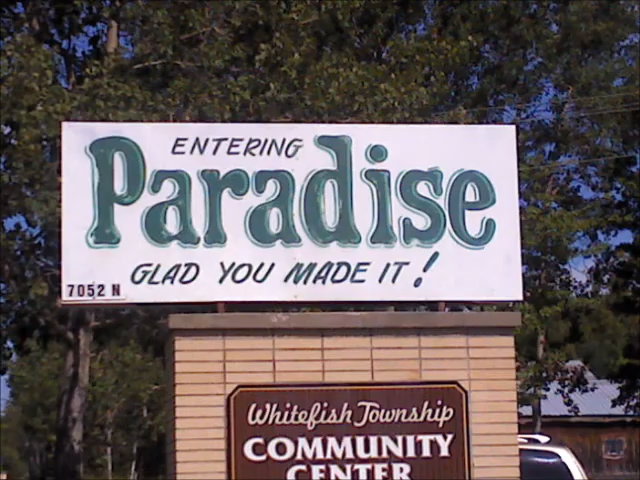 ENTERING
Paradise
GLAD YOU MADE IT!
7052 N
Whitefish Township
COMMUNITY
CENTER